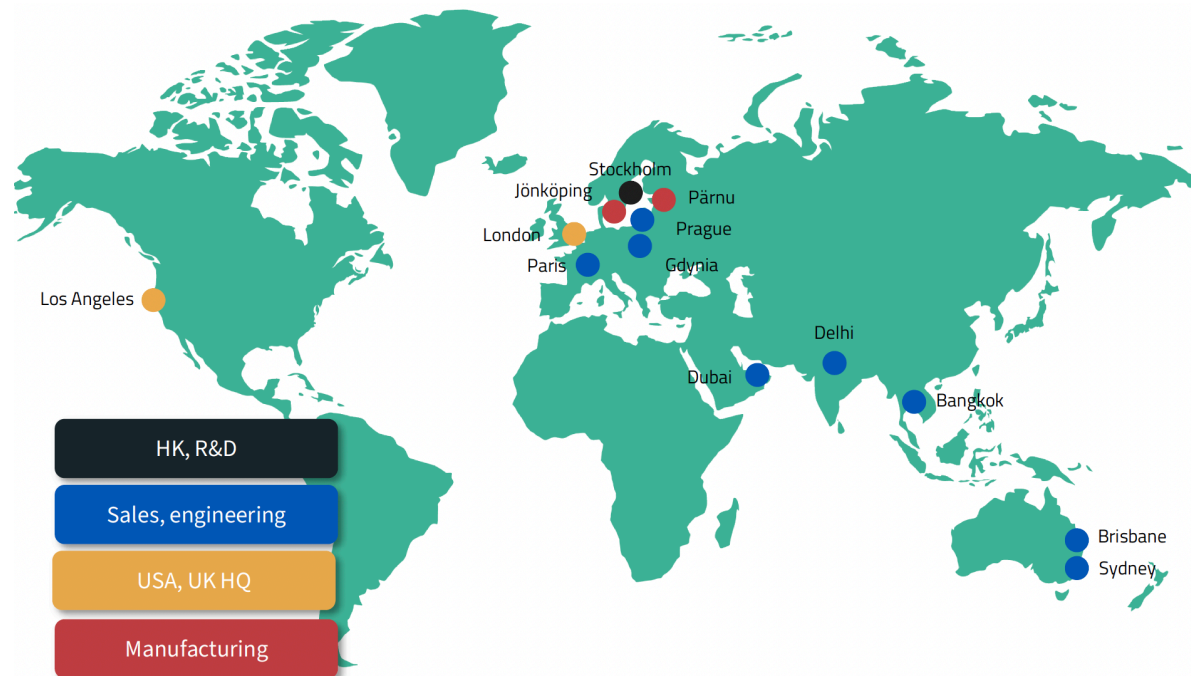 Stockholm
Jönköping
Pärnu
London
Prague
Paris
Gdynia
Los Angeles
Delhi
Dubai
Bangkok
HK, R&D
Sales, engineering
Brisbane
Sydney
USA, UK HQ
Manufacturing